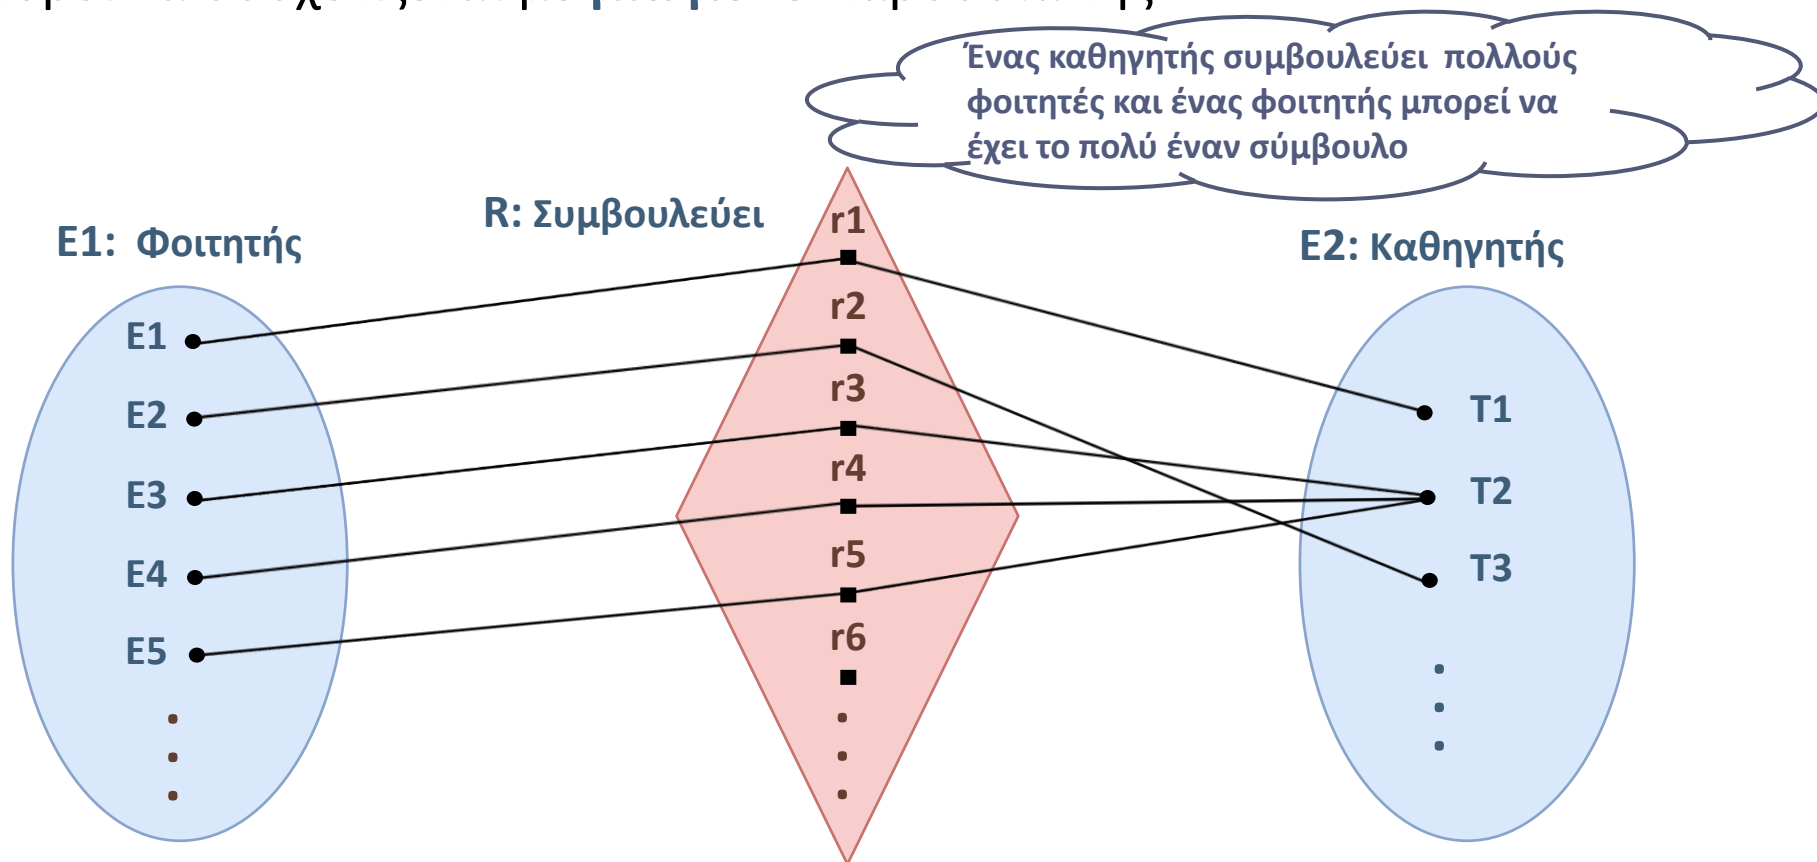 Ένας καθηγητής συμβουλεύει πολλούς
φοιτητές και ένας φοιτητής μπορεί να
έχει το πολύ έναν σύμβουλο
R: Συμβουλεύει
E1: Φοιτητής
E2: Καθηγητής
r1
r2
r3
r4
r5
r6
E1
E2
E3
E4
E5
T1
T2
T3